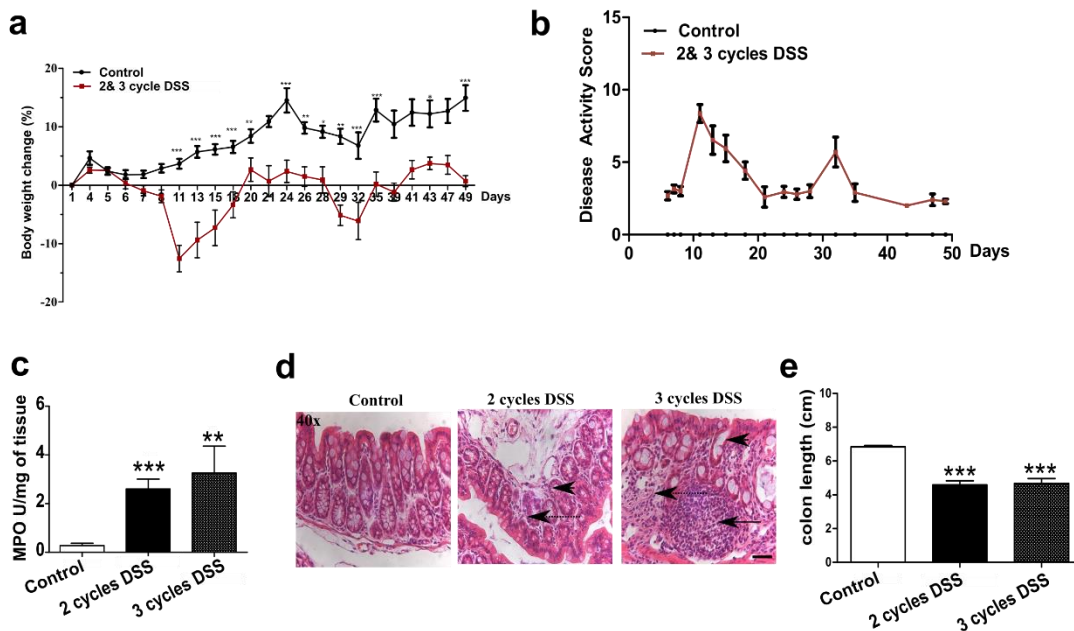 a
Control
2& 3 cycle DSS
Body weight change (%)
20
10
0
-10
-20
***
***
***
***
**
***
**
*
**
***
***
*
***
1 4 5 6 7 9 11 13 15 18 20 21 24 26 28 29 32 35 39 41 43 47 49
Days
b
Control
2& 3 cycles DSS
Disease Activity Score
15
10
5
0
0 10 20 30 40 50
Days
c
MPO U/mg of tissue
6
4
2
0
***
**
Control
2 cycles DSS
3 cycles DSS
d
Control
2 cycles DSS
3 cycles DSS
40x
e
colon length (cm)
8
6
4
2
0
***
***
Control
2 cycles DSS
3 cycles DSS